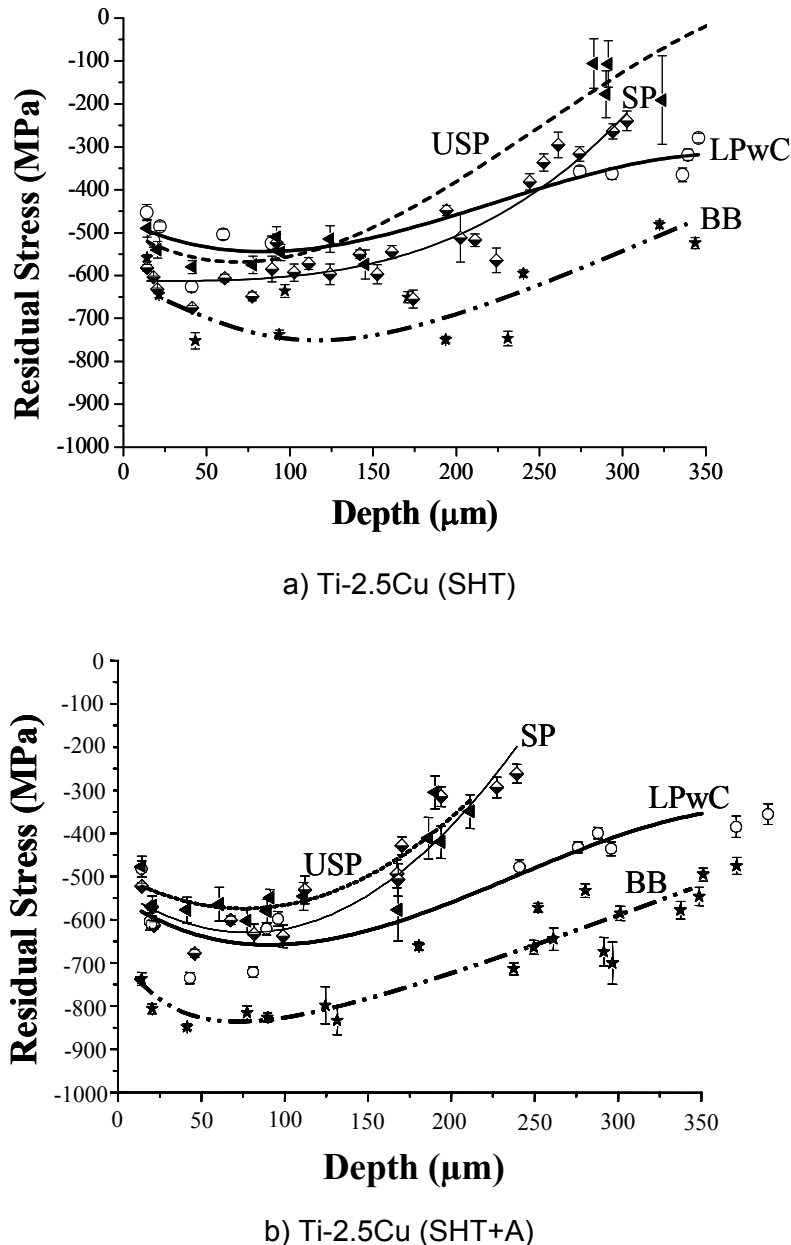 0
-100
-200
-300
-400
-500
-600
-700
-800
-900
-1000
Residual Stress (MPa)
USP
SP
LPwC
BB
0 50 100 150 200 250 300 350
Depth (μm)
a) Ti-2.5Cu (SHT)
0
-100
-200
-300
-400
-500
-600
-700
-800
-900
-1000
Residual Stress (MPa)
SP
USP
LPwC
BB
0 50 100 150 200 250 300 350
Depth (μm)
b) Ti-2.5Cu (SHT+A)